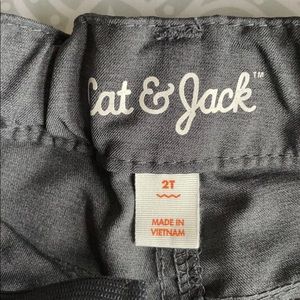 Cat & Jack™
2T
MADE IN
VIETNAM